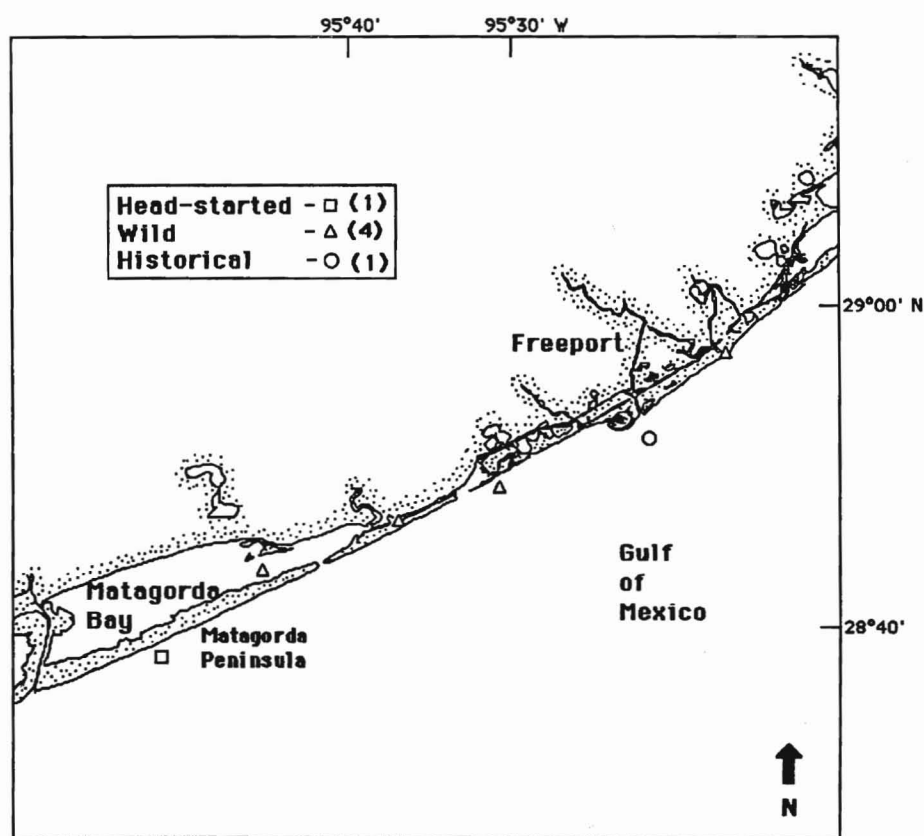 95°40'
95°30' W
Head-started - □ (1)
Wild - △ (4)
Historical - ○ (1)
29°00' N
Freeport
Gulf
of
Mexico
Matagorda
Bay
Matagorda
Peninsula
28°40'
N